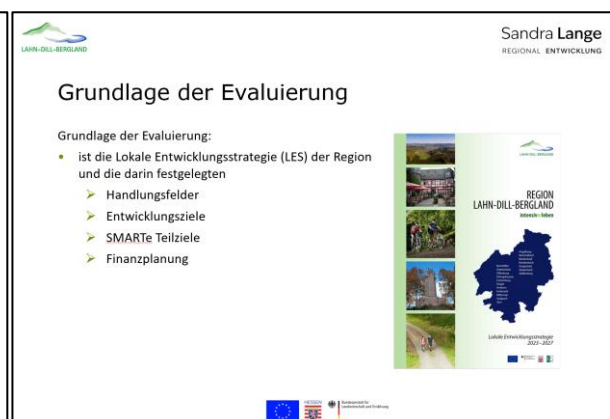 LAHN-DILL-BERGLAND
Sandra Lange
REGIONAL ENTWICKLUNG
Grundlage der Evaluierung
Grundlage der Evaluierung:
ist die Lokale Entwicklungsstrategie (LES) der Region
und die darin festgelegten
Handlungsfelder
Entwicklungsziele
SMARTe Teilziele
Finanzplanung
LAHN-DILL-BERGLAND
REGION
LAHN-DILL-BERGLAND
Lokale Entwicklungsstrategie
2023 - 2027
HESSEN